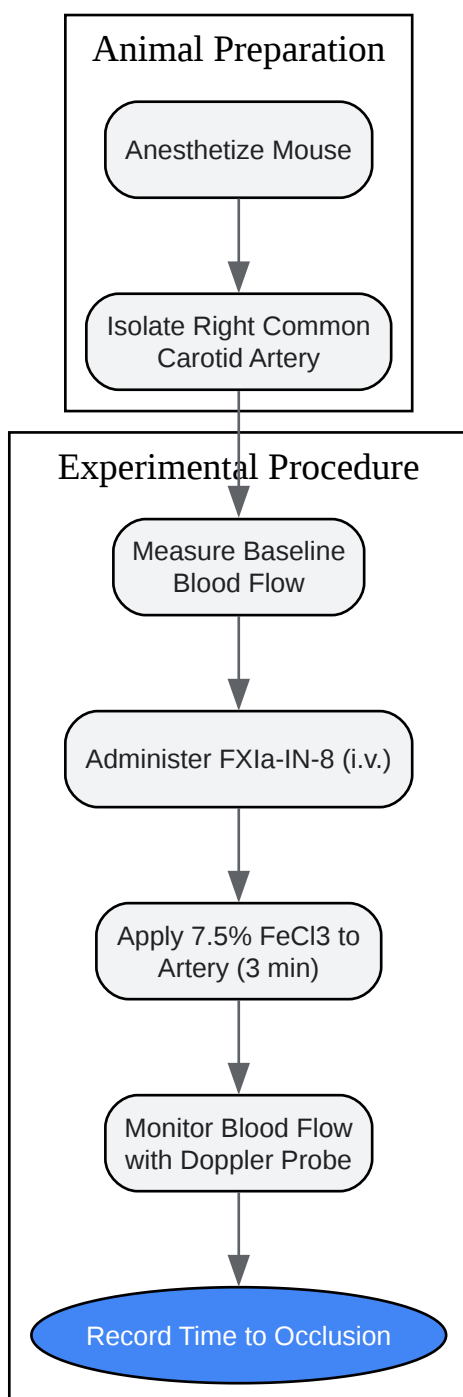 Animal Preparation
Anesthetize Mouse
Isolate Right Common
Carotid Artery
Experimental Procedure
Measure Baseline
Blood Flow
Administer FXIa-IN-8 (i.v.)
Apply 7.5% FeCl3 to
Artery (3 min)
Monitor Blood Flow
with Doppler Probe
Record Time to Occlusion